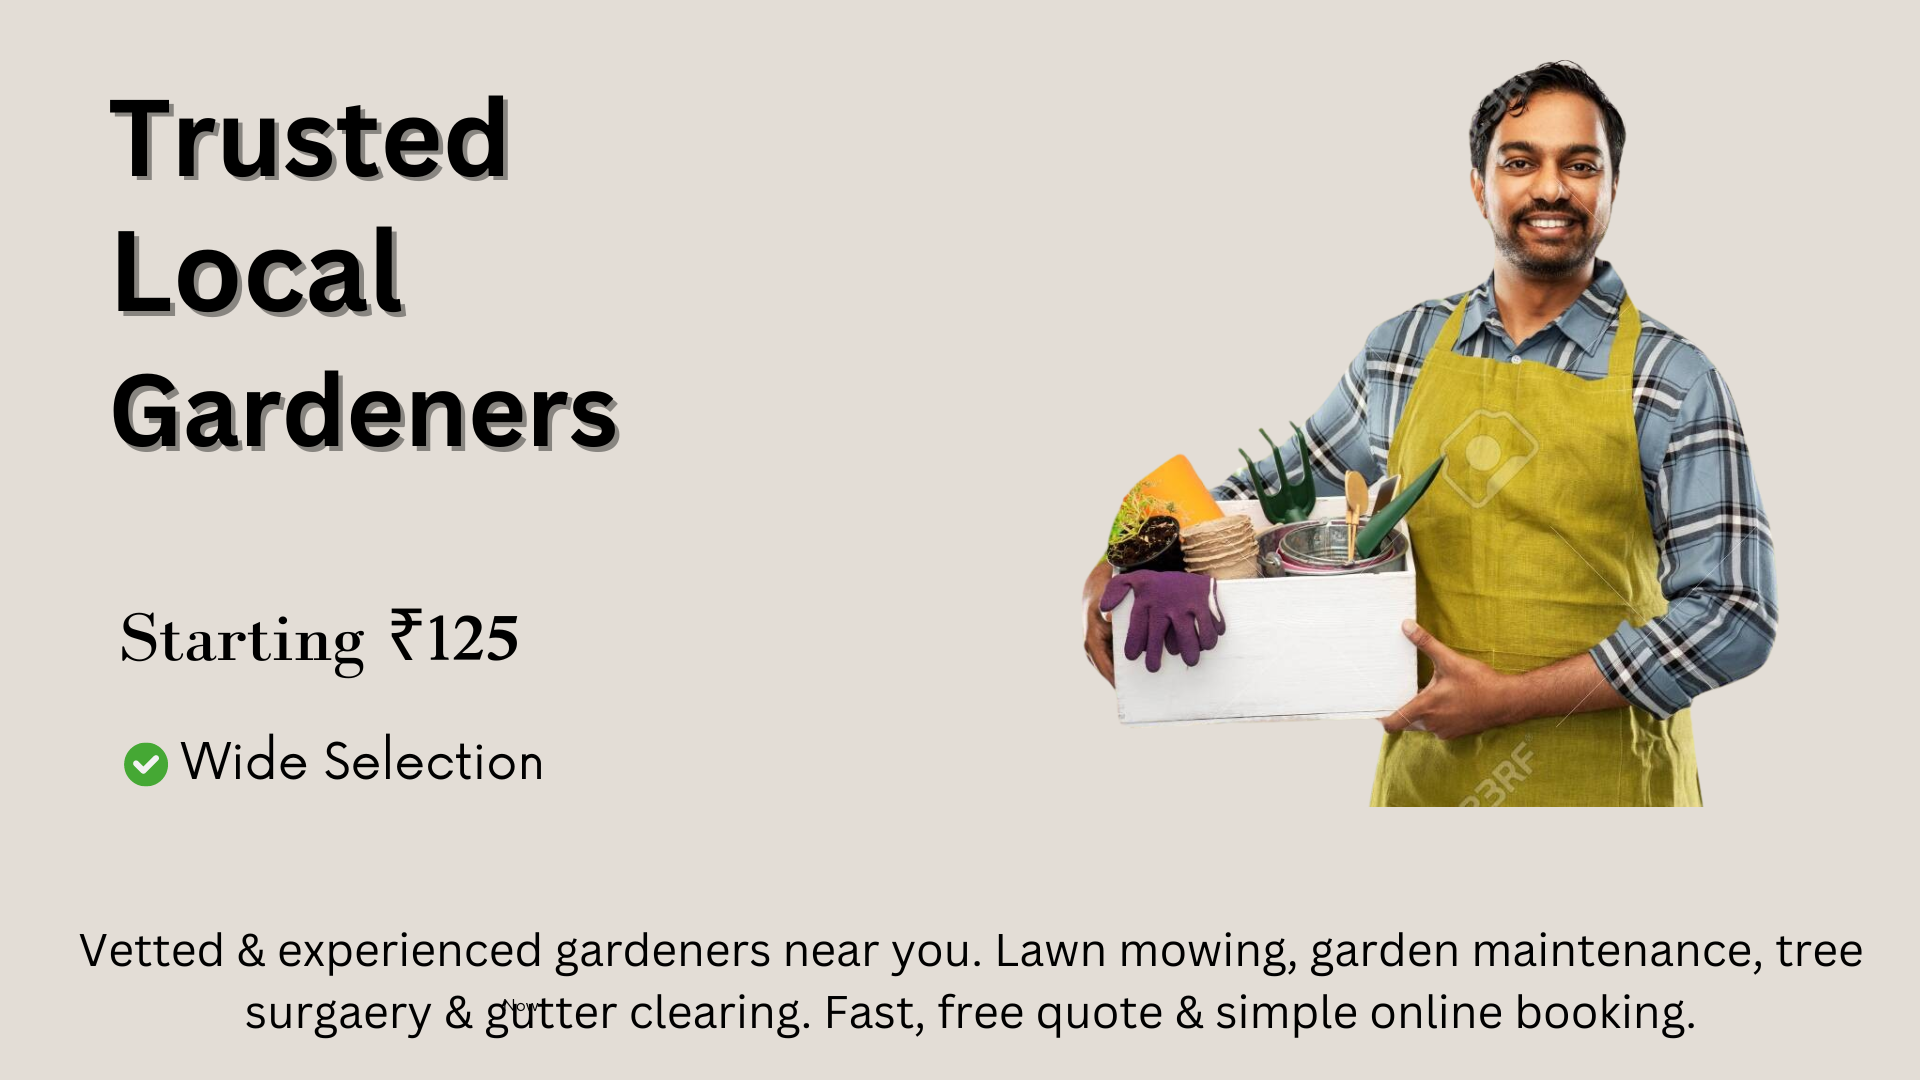 Trusted
Local
Gardeners
Starting ₹125
Wide Selection
Vetted & experienced gardeners near you. Lawn mowing, garden maintenance, tree
surgaery & gutter clearing. Fast, free quote & simple online booking.
Now